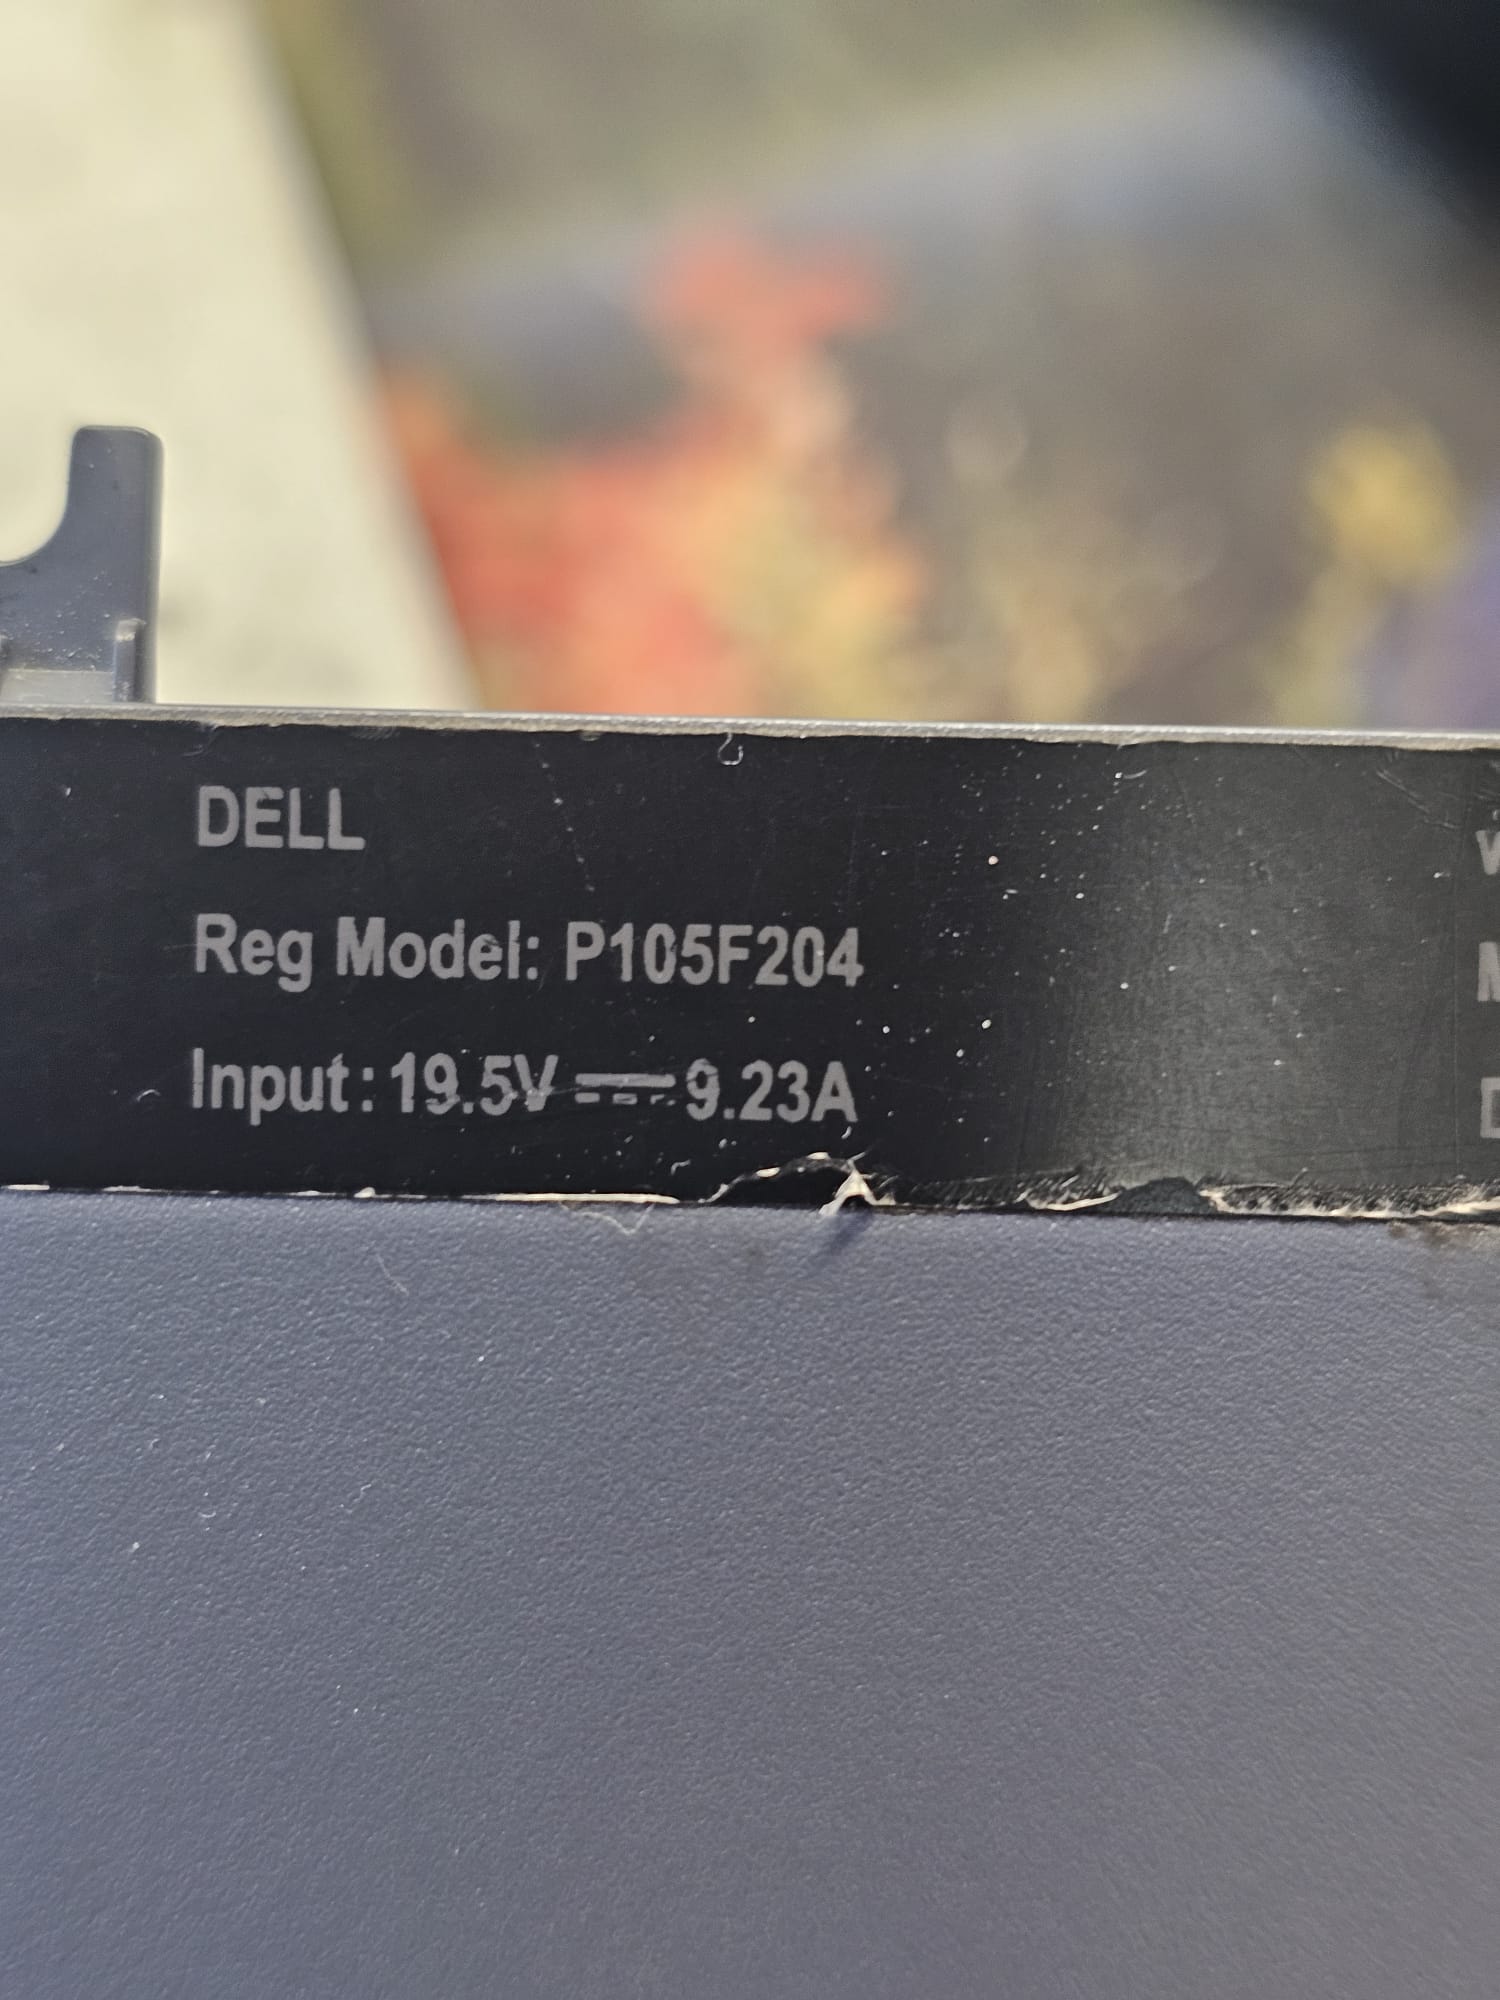 DELL
Reg Model: P105F204
Input: 19.5V ⎓ 9.23A